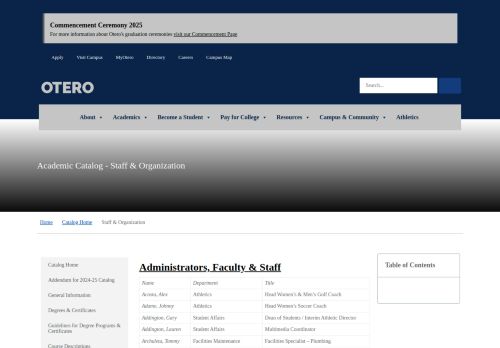 Commencement Ceremony 2025
For more information about Otero's graduation ceremonies visit our Commencement Page
Apply Visit Campus MyOtero Directory Careers Campus Map
OTERO
Search...
About Academics Become a Student Pay for College Resources Campus & Community Athletics
Academic Catalog - Staff & Organization
Home Catalog Home Staff & Organization
Catalog Home
Addendum for 2024-25 Catalog
General Information
Degrees & Certificates
Guidelines for Degree Programs & Certificates
Course Descriptions
Administrators, Faculty & Staff
Name Department Title
Acosta, Alex Athletics Head Women's & Men's Golf Coach
Adame, Johnny Athletics Head Women's Soccer Coach
Addington, Gary Student Affairs Dean of Students / Interim Athletic Director
Addington, Lauren Student Affairs Multimedia Coordinator
Archuleta, Tommy Facilities Maintenance Facilities Specialist – Plumbing
Table of Contents